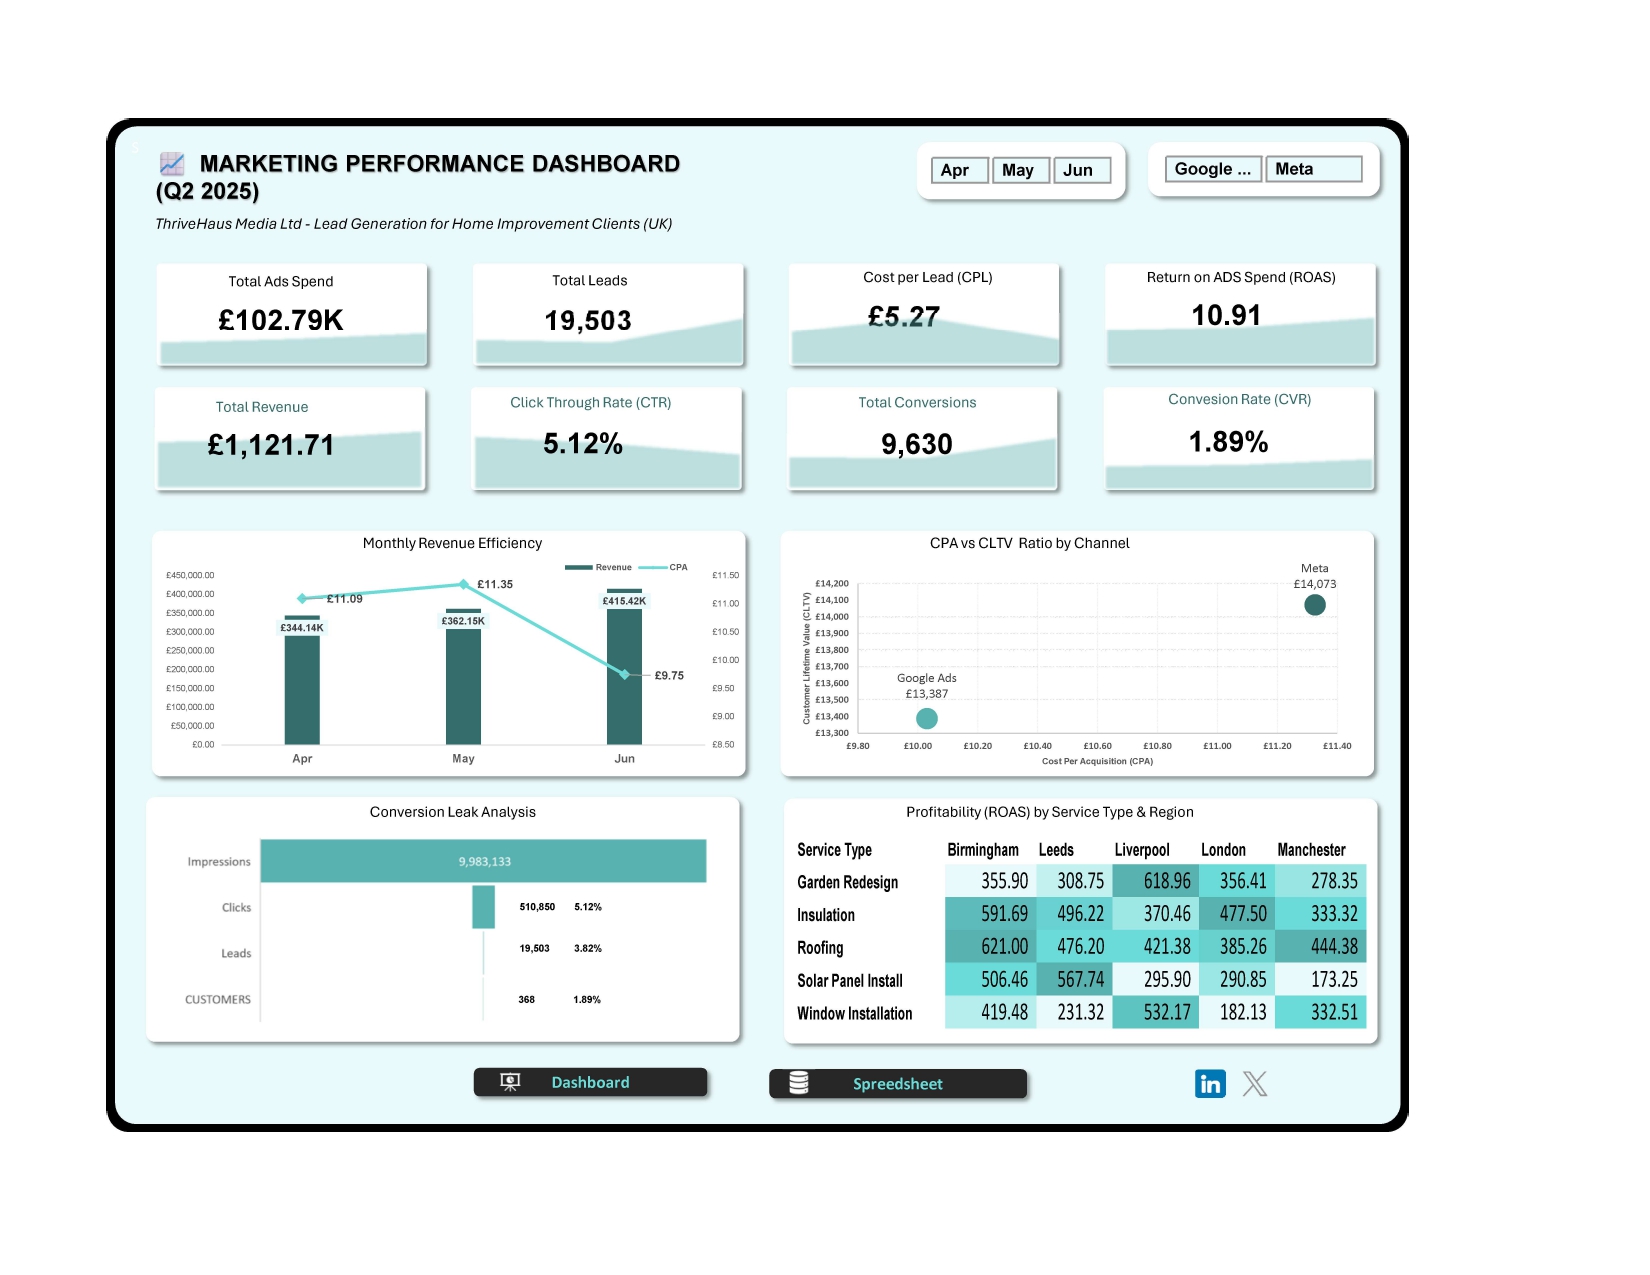 MARKETING PERFORMANCE DASHBOARD
(Q2 2025)
ThriveHaus Media Ltd - Lead Generation for Home Improvement Clients (UK)
Apr May Jun
Google ... Meta
Total Ads Spend
£102.79K
Total Leads
19,503
Cost per Lead (CPL)
£5.27
Return on ADS Spend (ROAS)
10.91
Total Revenue
£1,121.71
Click Through Rate (CTR)
5.12%
Total Conversions
9,630
Convesion Rate (CVR)
1.89%
Monthly Revenue Efficiency
Revenue CPA
£450,000.00
£400,000.00
£350,000.00
£300,000.00
£250,000.00
£200,000.00
£150,000.00
£100,000.00
£50,000.00
£0.00
£11.09
£11.35
£9.75
£344.14K
£362.15K
£415.42K
£11.50
£11.00
£10.50
£10.00
£9.50
£9.00
£8.50
Apr May Jun
CPA vs CLTV Ratio by Channel
Customer Lifetime Value (CLTV)
£14,200
£14,100
£14,000
£13,900
£13,800
£13,700
£13,600
£13,500
£13,400
£13,300
Meta
£14,073
Google Ads
£13,387
£9.80 £10.00 £10.20 £10.40 £10.60 £10.80 £11.00 £11.20 £11.40
Cost Per Acquisition (CPA)
Conversion Leak Analysis
Impressions 9,983,133
Clicks 510,850 5.12%
Leads 19,503 3.82%
CUSTOMERS 368 1.89%
Profitability (ROAS) by Service Type & Region
Service Type Birmingham Leeds Liverpool London Manchester
Garden Redesign 355.90 308.75 618.96 356.41 278.35
Insulation 591.69 496.22 370.46 477.50 333.32
Roofing 621.00 476.20 421.38 385.26 444.38
Solar Panel Install 506.46 567.74 295.90 290.85 173.25
Window Installation 419.48 231.32 532.17 182.13 332.51
Dashboard
Spreedsheet
in X